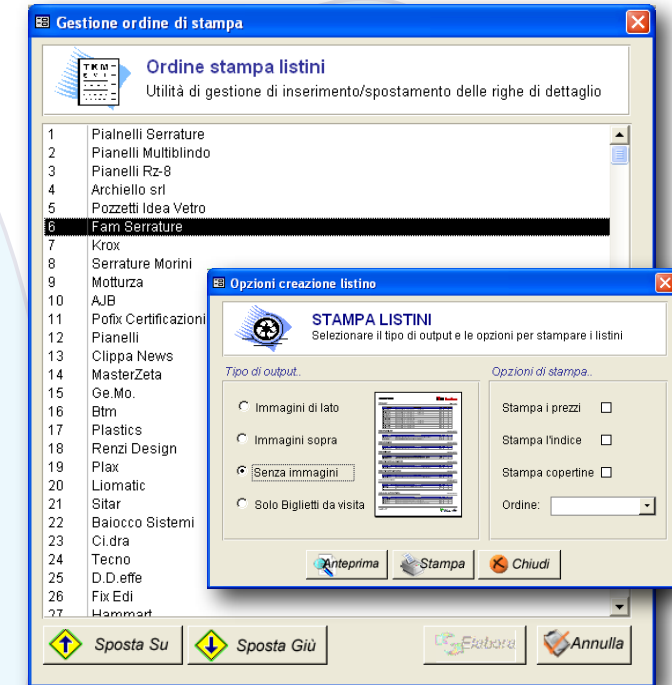 Gestione ordine di stampa
Ordine stampa listini
Utilità di gestione di inserimento/spostamento delle righe di dettaglio
1 Pialnelli Serrature
2 Pianelli Multiblindo
3 Pianelli Rz-8
4 Archiello srl
5 Pozzetti Idea Vetro
6 Fam Serrature
7 Krox
8 Serrature Morini
9 Motturza
10 AJB
11 Pofix Certificazioni
12 Pianelli
13 Clippa News
14 MasterZeta
15 Ge.Mo.
16 Btm
17 Plastics
18 Renzi Design
19 Plax
20 Liomatic
21 Sitar
22 Baiocco Sistemi
23 Ci.dra
24 Tecno
25 D.D.effe
26 Fix Edi
27 Hammart
Sposta Su
Sposta Giù
Elabora
Annulla
Opzioni creazione listino
STAMPA LISTINI
Selezionare il tipo di output e le opzioni per stampare i listini
Tipo di output..
Immagini di lato
Immagini sopra
Senza immagini
Solo Biglietti da visita
Opzioni di stampa..
Stampa i prezzi
Stampa l'indice
Stampa copertine
Ordine:
Anteprima
Stampa
Chiudi